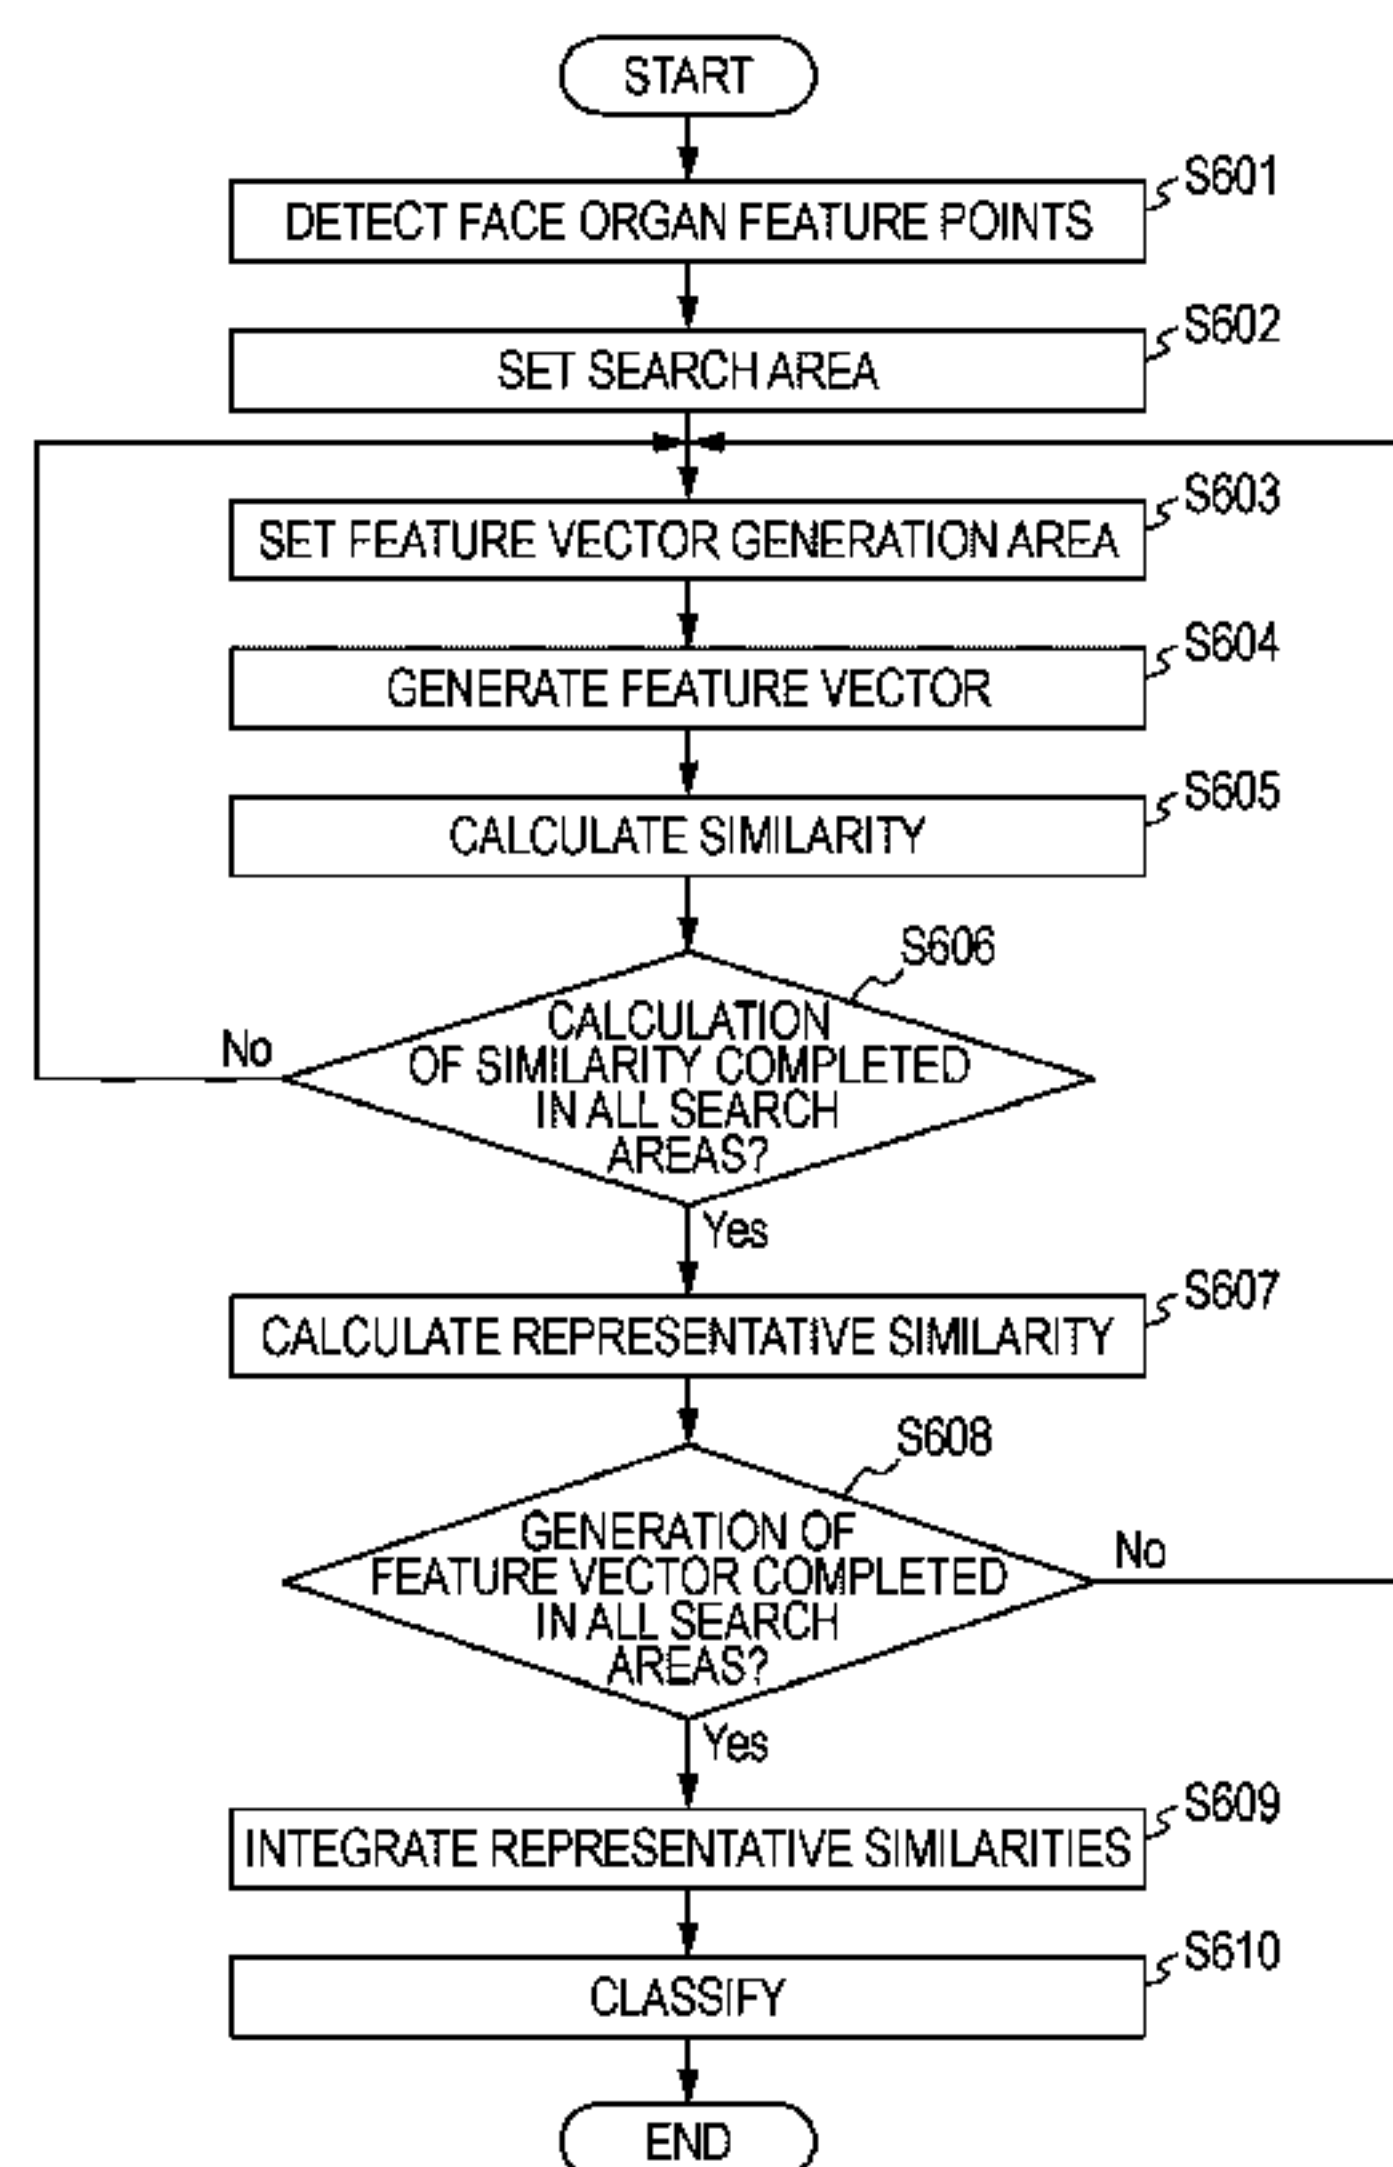 START
S601
DETECT FACE ORGAN FEATURE POINTS
S602
SET SEARCH AREA
S603
SET FEATURE VECTOR GENERATION AREA
S604
GENERATE FEATURE VECTOR
S605
CALCULATE SIMILARITY
S606
CALCULATION
OF SIMILARITY COMPLETED
IN ALL SEARCH
AREAS?
No
Yes
S607
CALCULATE REPRESENTATIVE SIMILARITY
S608
GENERATION OF
FEATURE VECTOR COMPLETED
IN ALL SEARCH
AREAS?
No
Yes
S609
INTEGRATE REPRESENTATIVE SIMILARITIES
S610
CLASSIFY
END